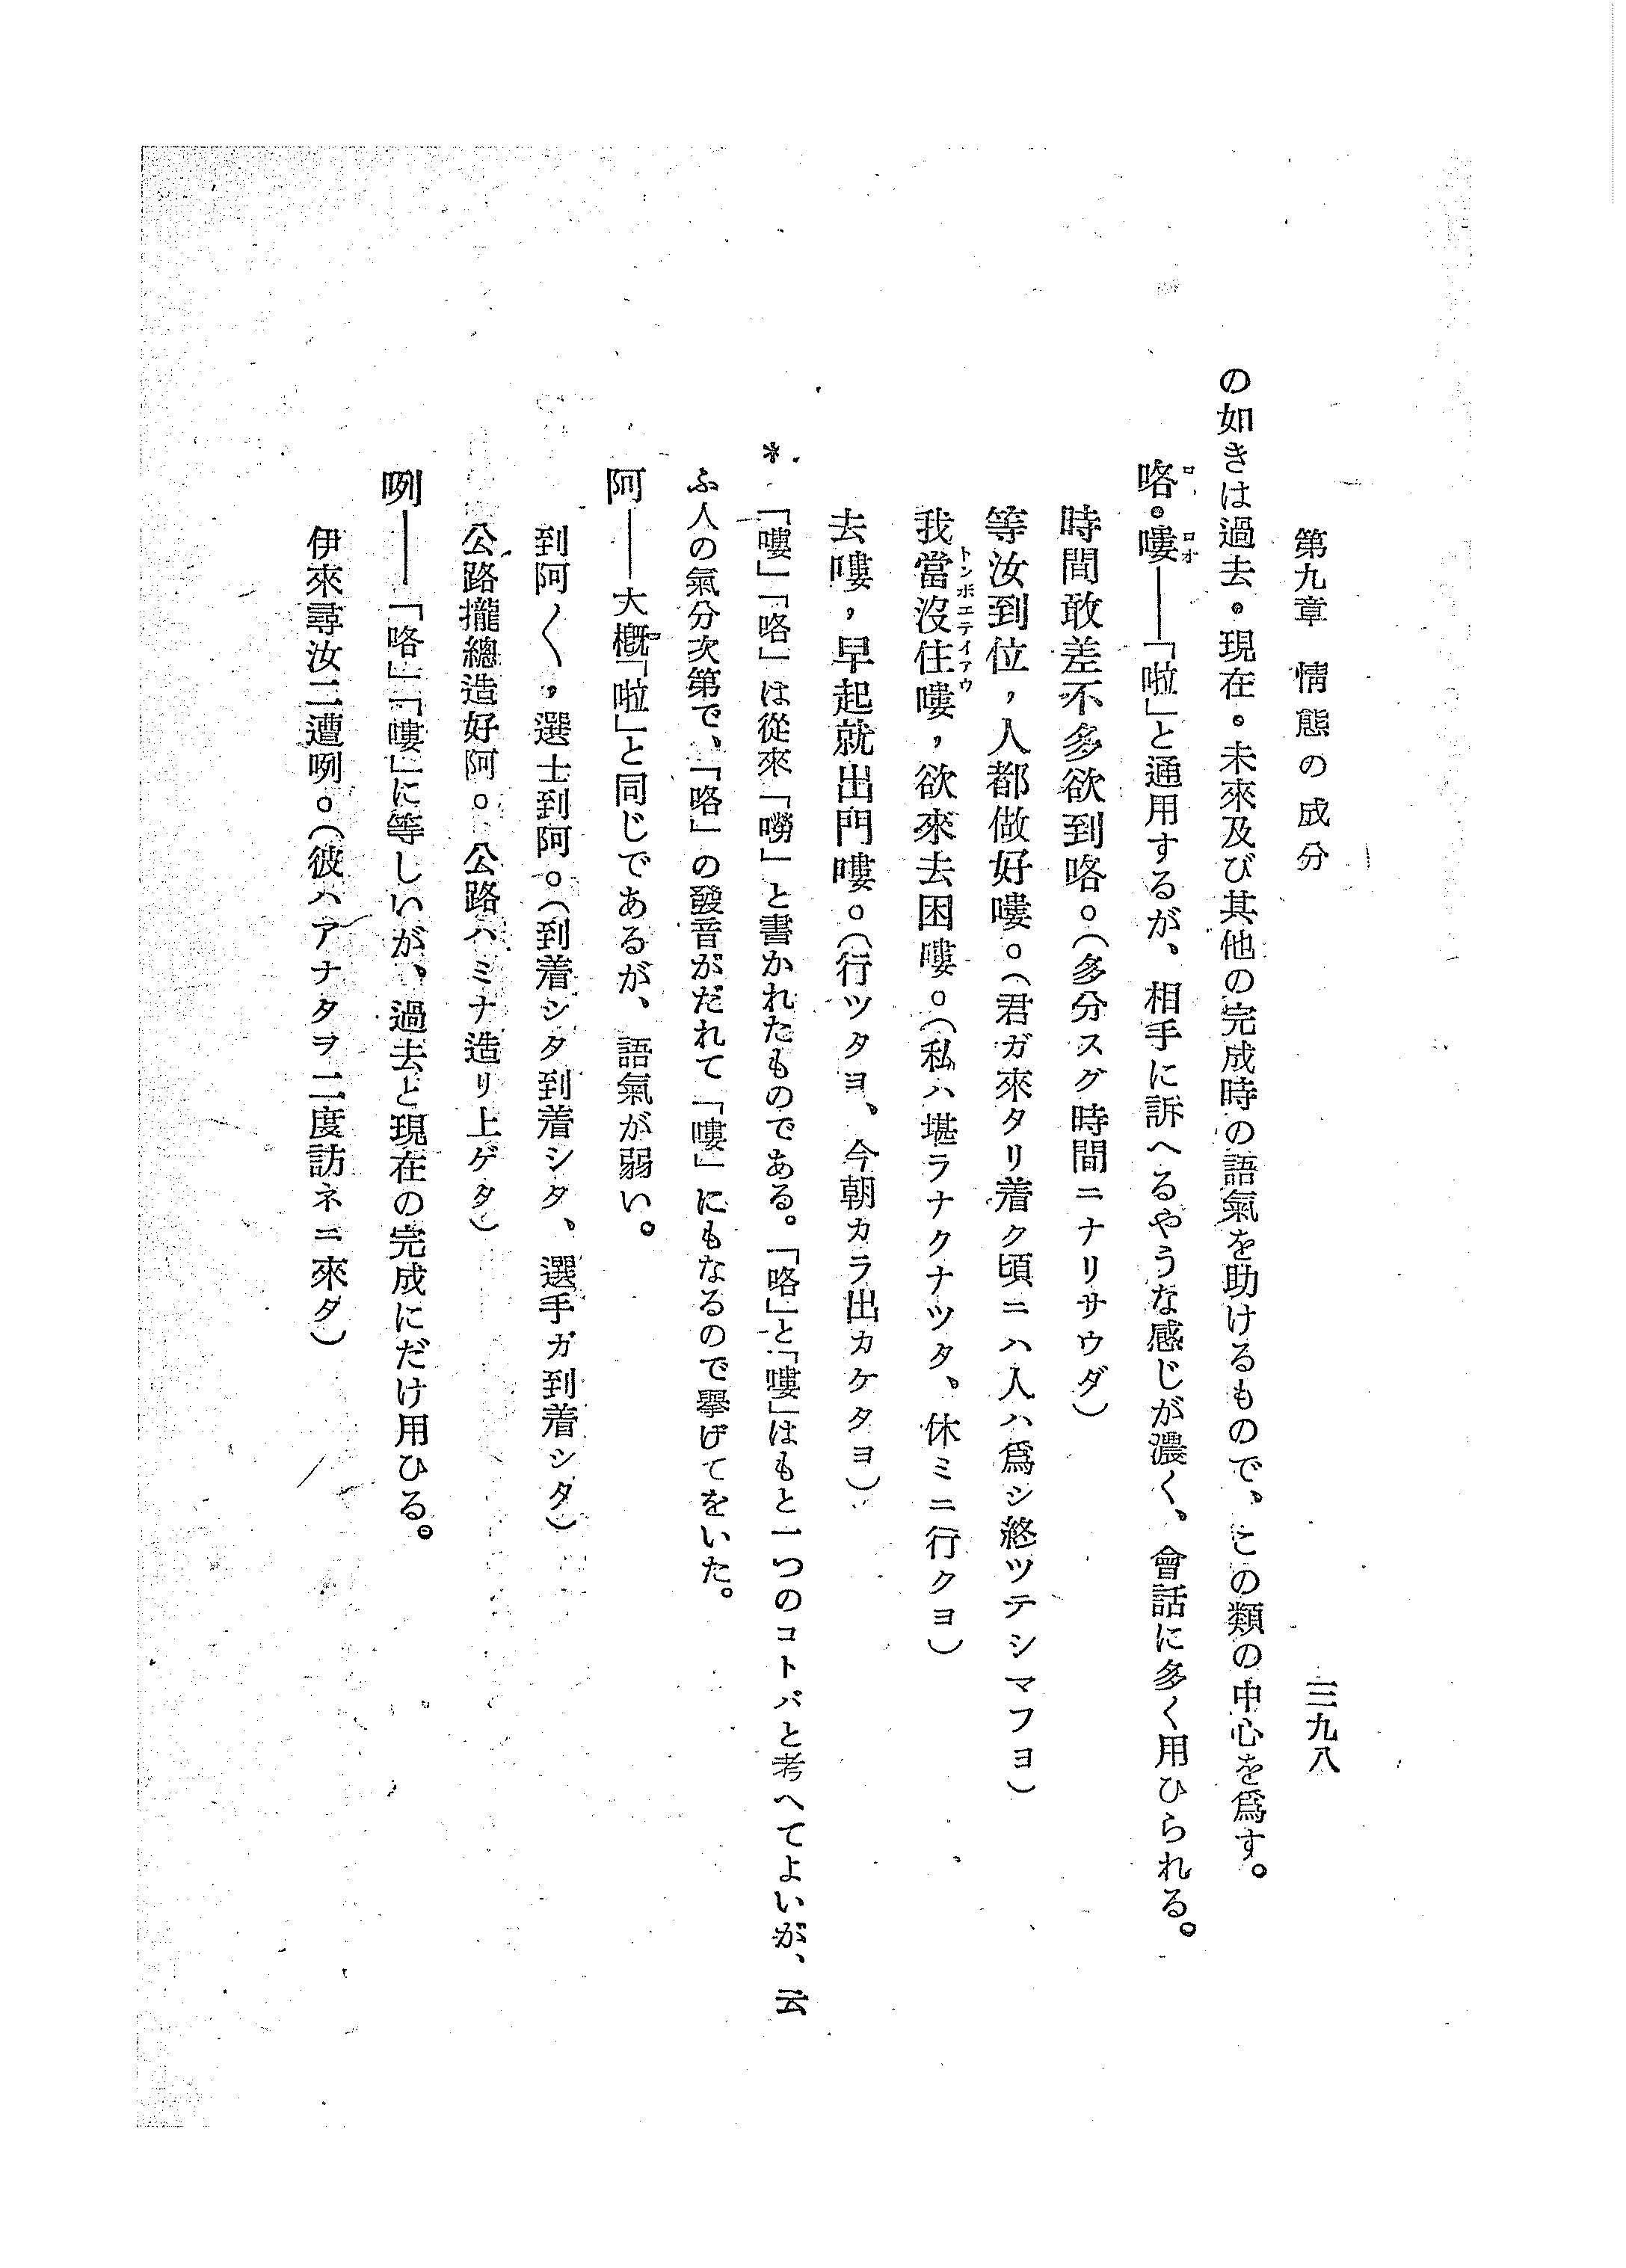 第九章　情態の成分
三九八
の如きは過去・現在・未來及び其他の完成時の語氣を助けるもので、この類の中心を爲す。
咯・嘍――「啦」と通用するが、相手に訴へるやうな感じが濃く、會話に多く用ひられる。
ロ ロオ
時間敢差不多欲到咯。（多分スグ時間ニナリサウダ）
等汝到位，人都做好嘍。（君ガ來タリ着ク頃ニハ人ハ爲シ終ツテシマフヨ）
我當沒住嘍，欲來去困嘍。（私ハ堪ラナクナツタ、休ミニ行クヨ）
トンボエテイアウ
去嘍，早起就出門嘍。（行ツタヨ、今朝カラ出カケタヨ）
＊「嘍」「咯」は從來「嘮」と書かれたものである。「咯」と「嘍」はもと一つのコトバと考へてよいが、云
ふ人の氣分次第で、「咯」の發音がだれて「嘍」にもなるので擧げてをいた。
阿――大槪「啦」と同じであるが、語氣が弱い。
到阿〱，選士到阿。（到着シタ到着シタ、選手ガ到着シタ）
公路攏總造好阿。（公路ハミナ造リ上ゲタ）
咧――「咯」「嘍」に等しいが、過去と現在の完成にだけ用ひる。
伊來尋汝二遭咧。（彼ハアナタヲ二度訪ネニ來タ）